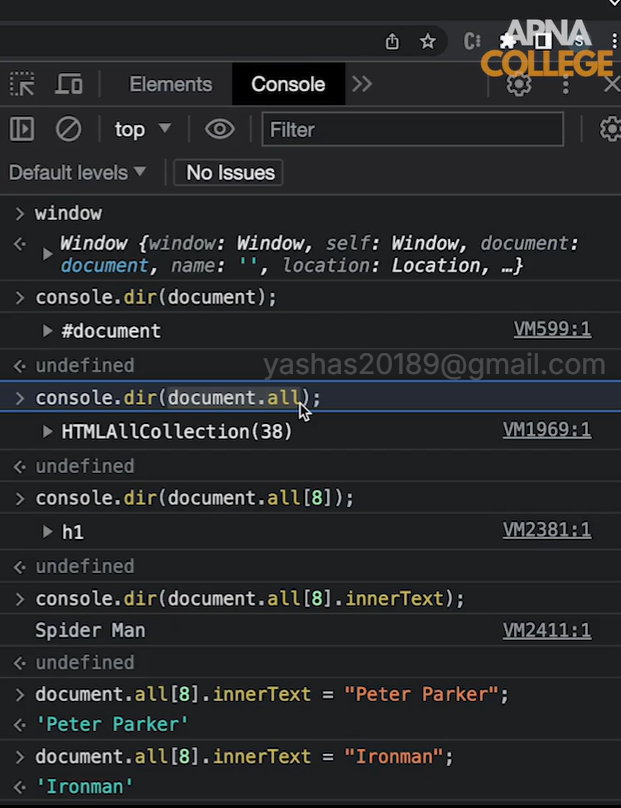 APNA
COLLEGE
Elements Console
top Filter
Default levels No Issues
> window
Window {window: Window, self: Window, document:
document, name: '', location: Location, …}
> console.dir(document);
#document VM599:1
undefined
yashas20189@gmail.com
> console.dir(document.all);
HTMLAllCollection(38) VM1969:1
undefined
> console.dir(document.all[8]);
h1 VM2381:1
undefined
> console.dir(document.all[8].innerText);
Spider Man VM2411:1
undefined
> document.all[8].innerText = "Peter Parker";
'Peter Parker'
> document.all[8].innerText = "Ironman";
'Ironman'